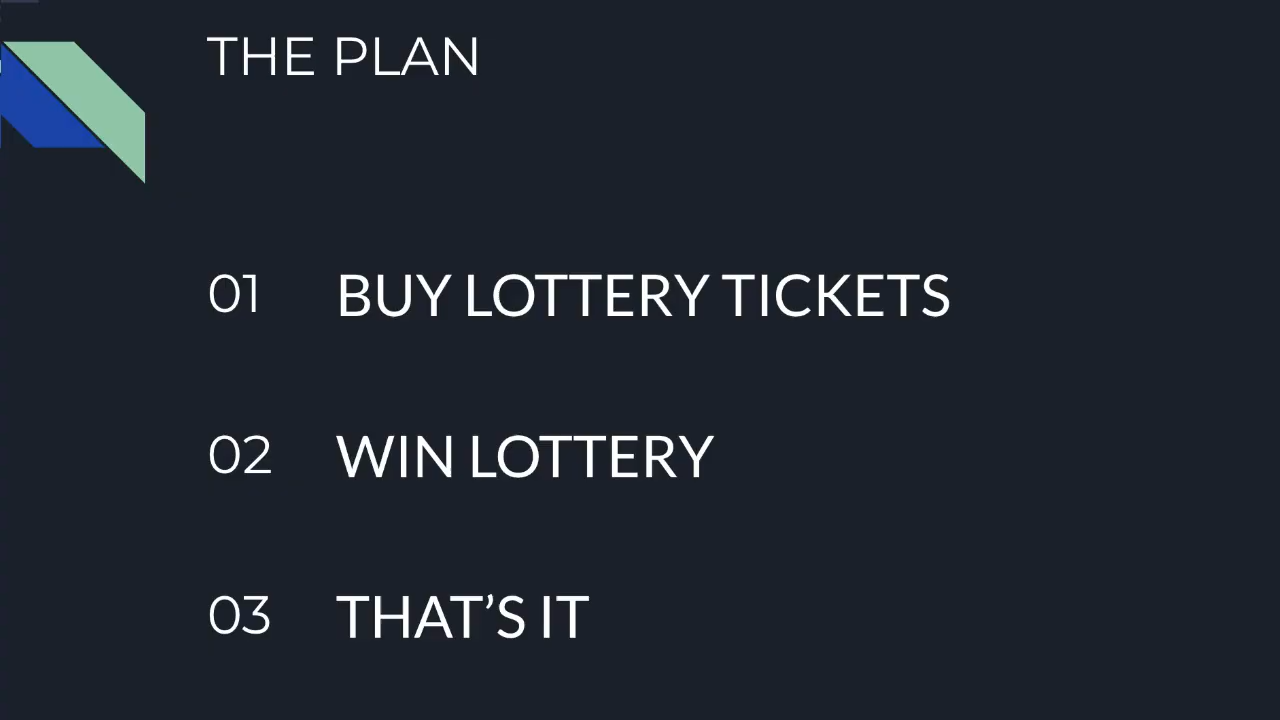 THE PLAN
01 BUY LOTTERY TICKETS
02 WIN LOTTERY
03 THAT’S IT